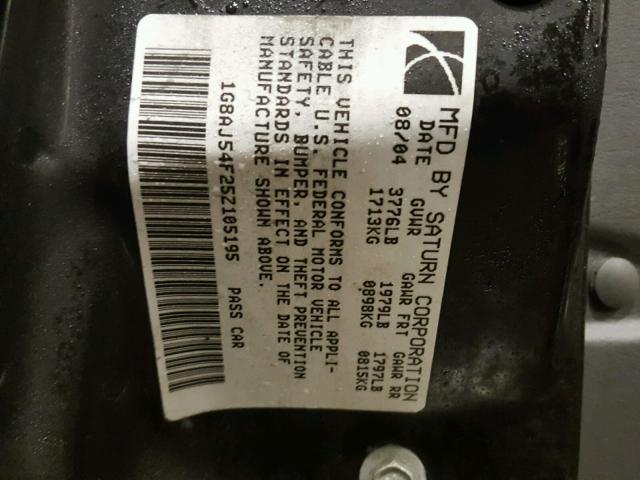 MFD BY SATURN CORPORATION
DATE GVWR GAWR FRT GAWR RR
08/04 3776LB 1979LB 1797LB
1713KG 0898KG 0815KG
THIS VEHICLE CONFORMS TO ALL APPLI-
CABLE U.S. FEDERAL MOTOR VEHICLE
SAFETY, BUMPER, AND THEFT PREVENTION
STANDARDS IN EFFECT ON THE DATE OF
MANUFACTURE SHOWN ABOVE.
1G8AJ54F25Z105195 PASS CAR